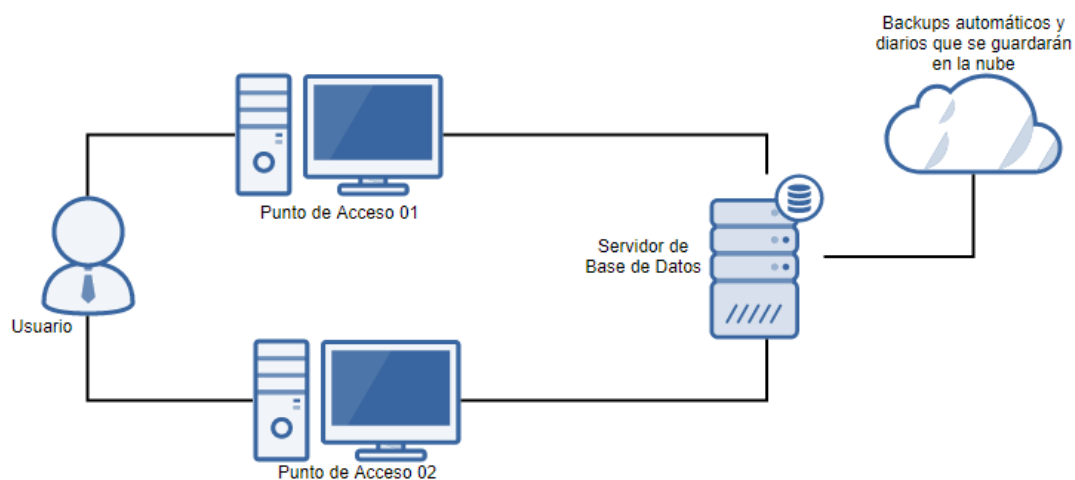 Backups automáticos y
diarios que se guardarán
en la nube
Punto de Acceso 01
Servidor de
Base de Datos
Usuario
Punto de Acceso 02